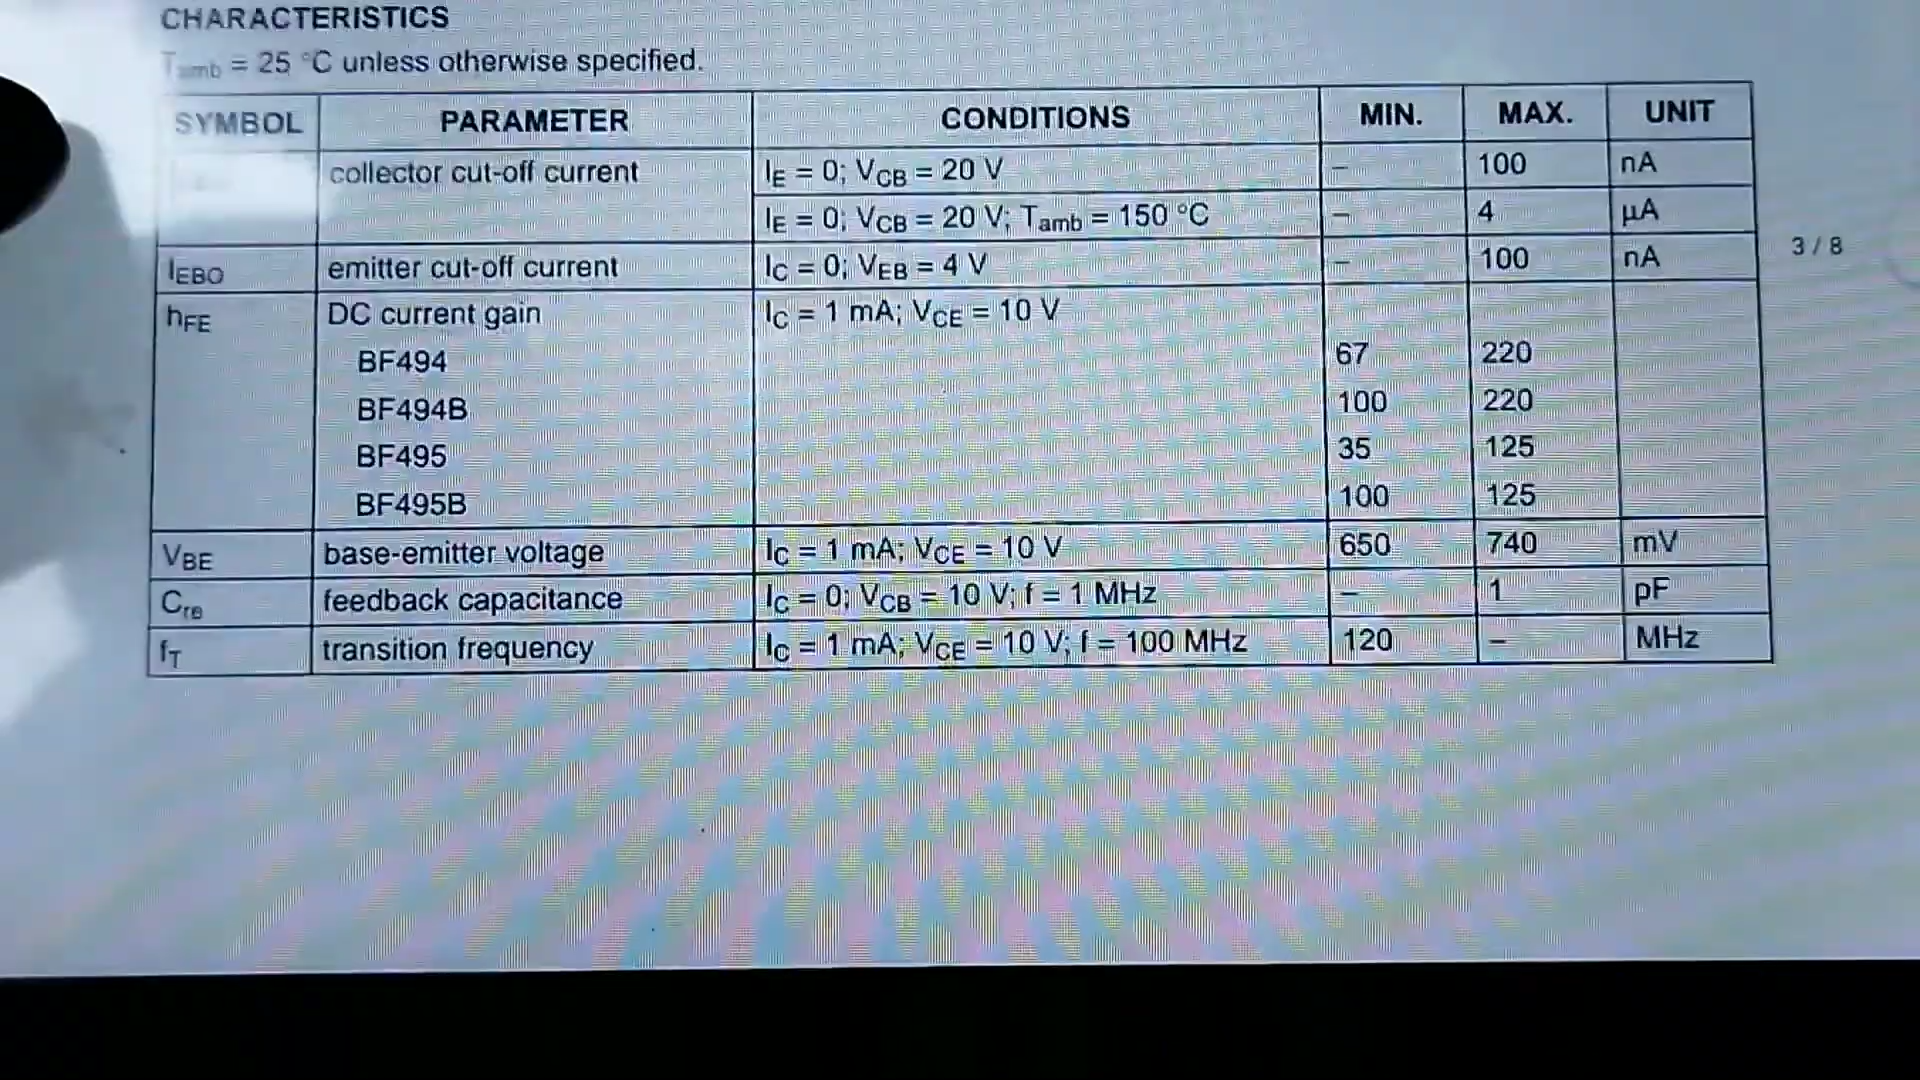 CHARACTERISTICS
Tamb = 25 °C unless otherwise specified.
SYMBOL PARAMETER CONDITIONS MIN. MAX. UNIT
collector cut-off current IE = 0; VCB = 20 V – 100 nA
IE = 0; VCB = 20 V; Tamb = 150 °C – 4 µA
IEBO emitter cut-off current IC = 0; VEB = 4 V – 100 nA
3 / 8
hFE DC current gain IC = 1 mA; VCE = 10 V
BF494 67 220
BF494B 100 220
BF495 35 125
BF495B 100 125
VBE base-emitter voltage IC = 1 mA; VCE = 10 V 650 740 mV
Cre feedback capacitance IC = 0; VCB = 10 V; f = 1 MHz – 1 pF
fT transition frequency IC = 1 mA; VCE = 10 V; f = 100 MHz 120 – MHz